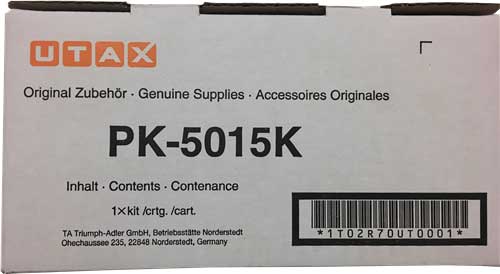 UTAX
Original Zubehör · Genuine Supplies · Accessoires Originales
PK-5015K
Inhalt · Contents · Contenance
1×kit /crtg. /cart.
TA Triumph-Adler GmbH, Betriebsstätte Norderstedt
Ohechaussee 235, 22848 Norderstedt, Germany
*1T02R70UT0001*